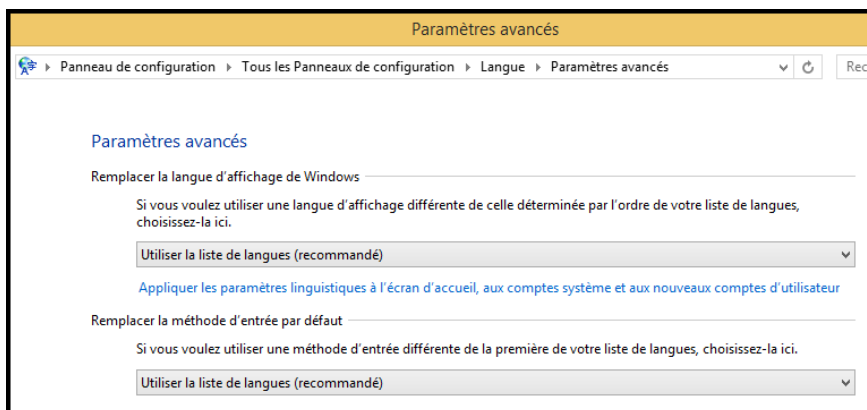 Paramètres avancés
Panneau de configuration Tous les Panneaux de configuration Langue Paramètres avancés Rec
Paramètres avancés
Remplacer la langue d'affichage de Windows
Si vous voulez utiliser une langue d'affichage différente de celle déterminée par l'ordre de votre liste de langues,
choisissez-la ici.
Utiliser la liste de langues (recommandé)
Appliquer les paramètres linguistiques à l'écran d'accueil, aux comptes système et aux nouveaux comptes d'utilisateur
Remplacer la méthode d'entrée par défaut
Si vous voulez utiliser une méthode d'entrée différente de la première de votre liste de langues, choisissez-la ici.
Utiliser la liste de langues (recommandé)